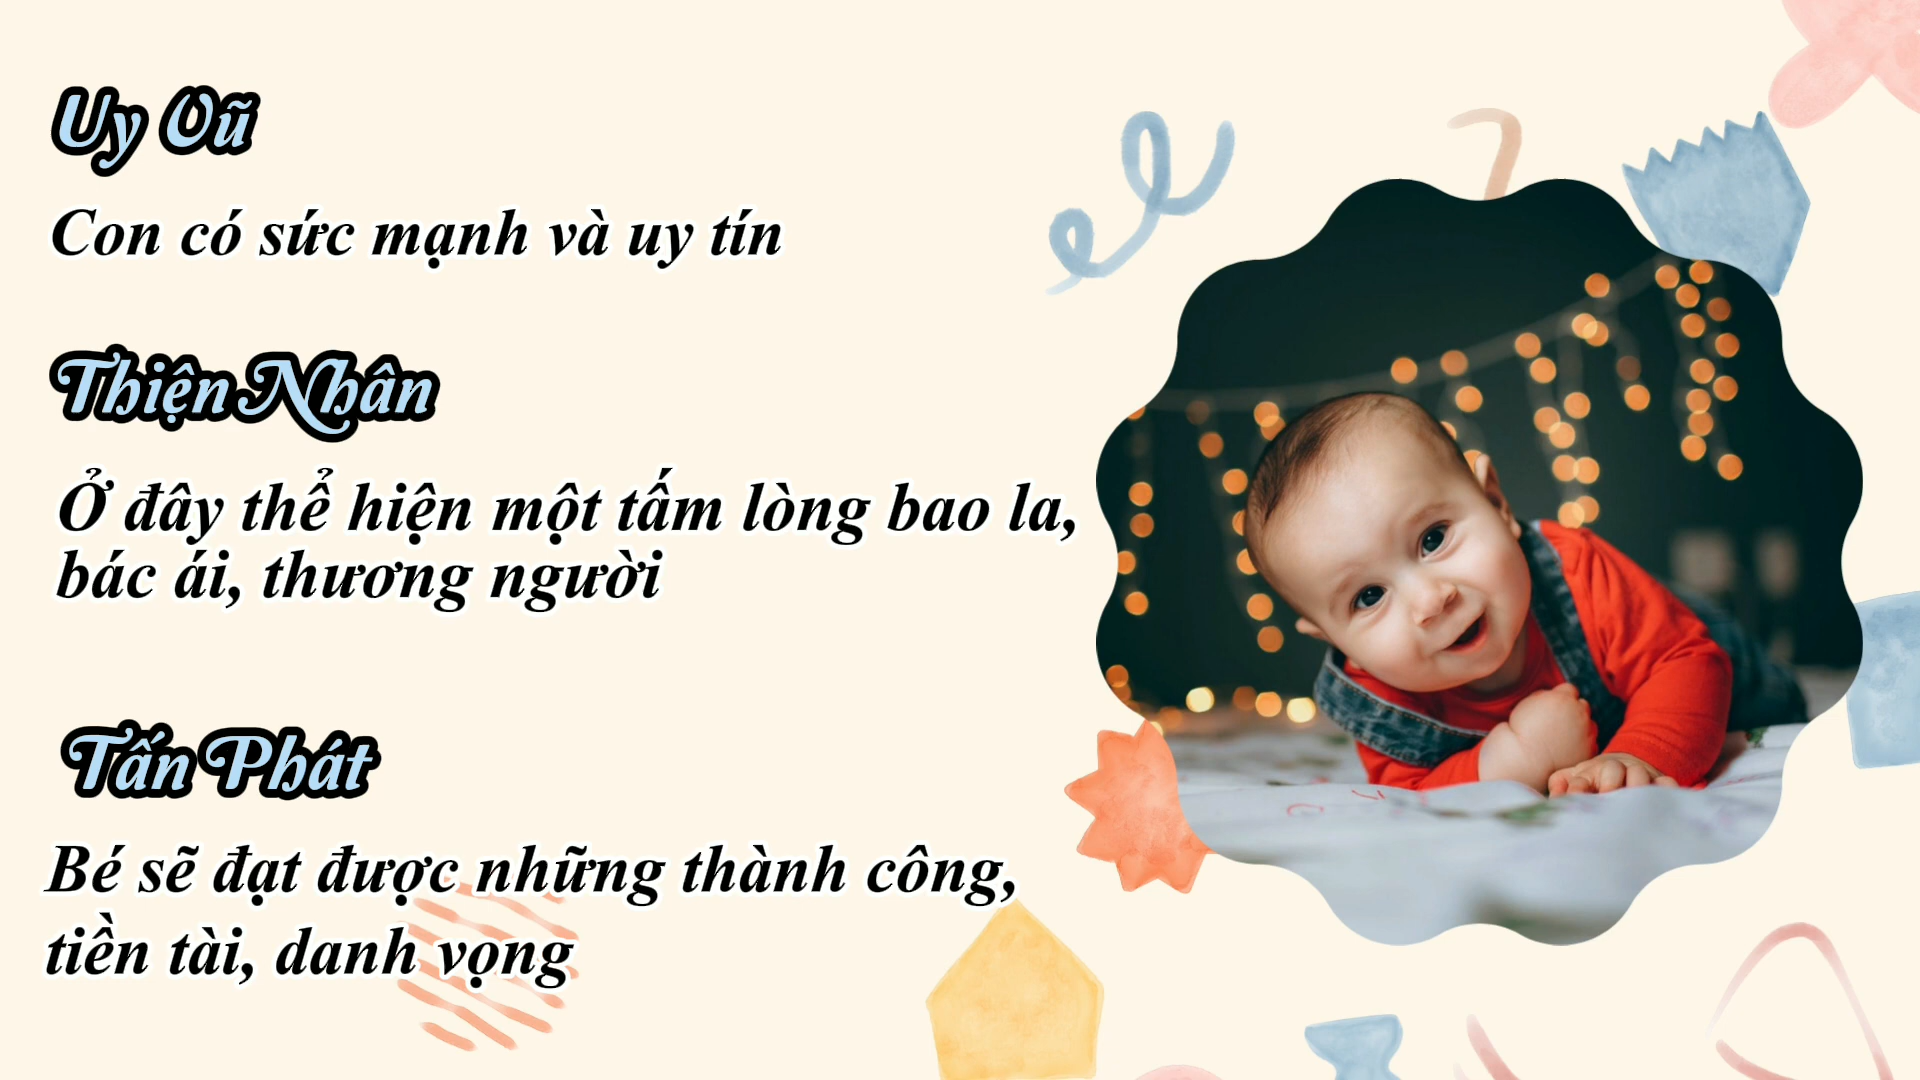 Uy Vũ
Con có sức mạnh và uy tín
Thiện Nhân
Ở đây thể hiện một tấm lòng bao la,
bác ái, thương người
Tấn Phát
Bé sẽ đạt được những thành công,
tiền tài, danh vọng